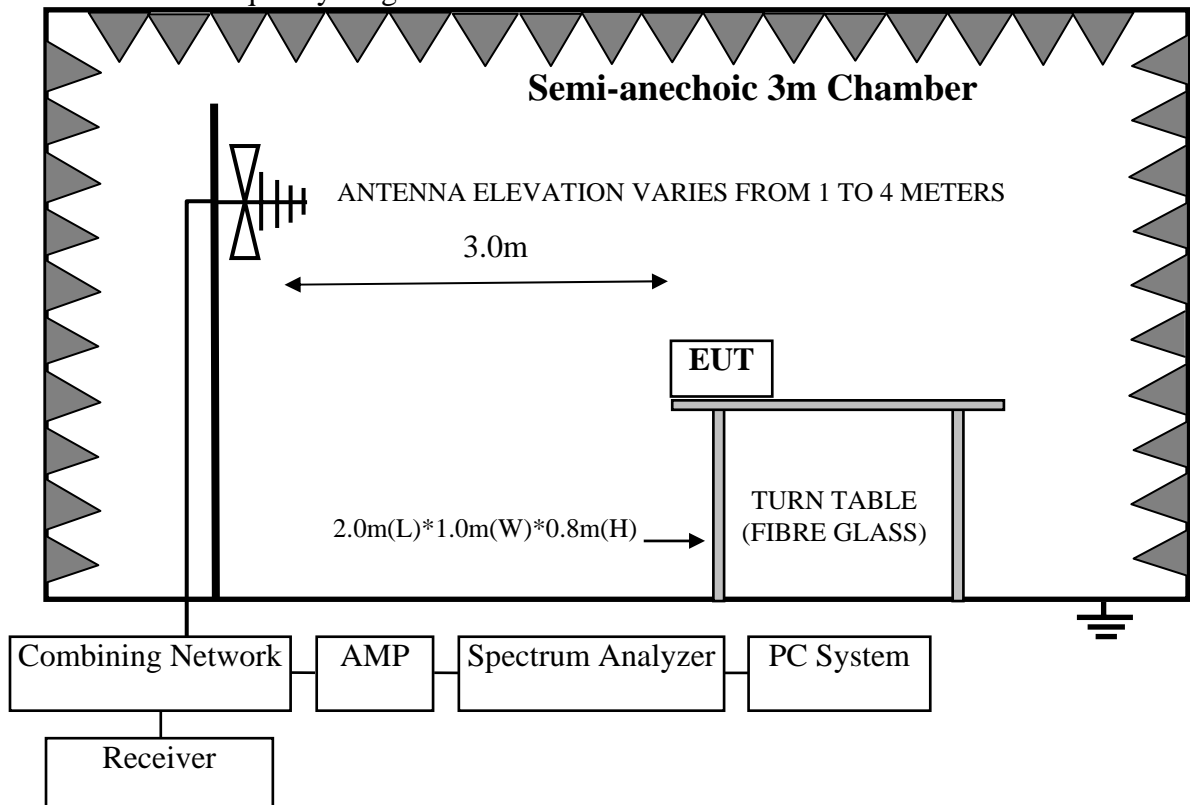 Semi-anechoic 3m Chamber
ANTENNA ELEVATION VARIES FROM 1 TO 4 METERS
3.0m
EUT
TURN TABLE
(FIBRE GLASS)
2.0m(L)*1.0m(W)*0.8m(H)
Combining Network
AMP
Spectrum Analyzer
PC System
Receiver